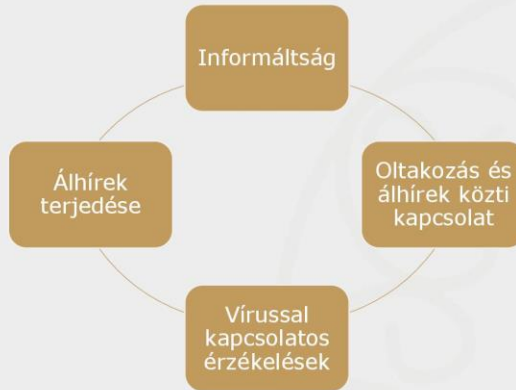 Informáltság
Oltakozás és
álhírek közti
kapcsolat
Vírussal
kapcsolatos
érzékelések
Álhírek
terjedése